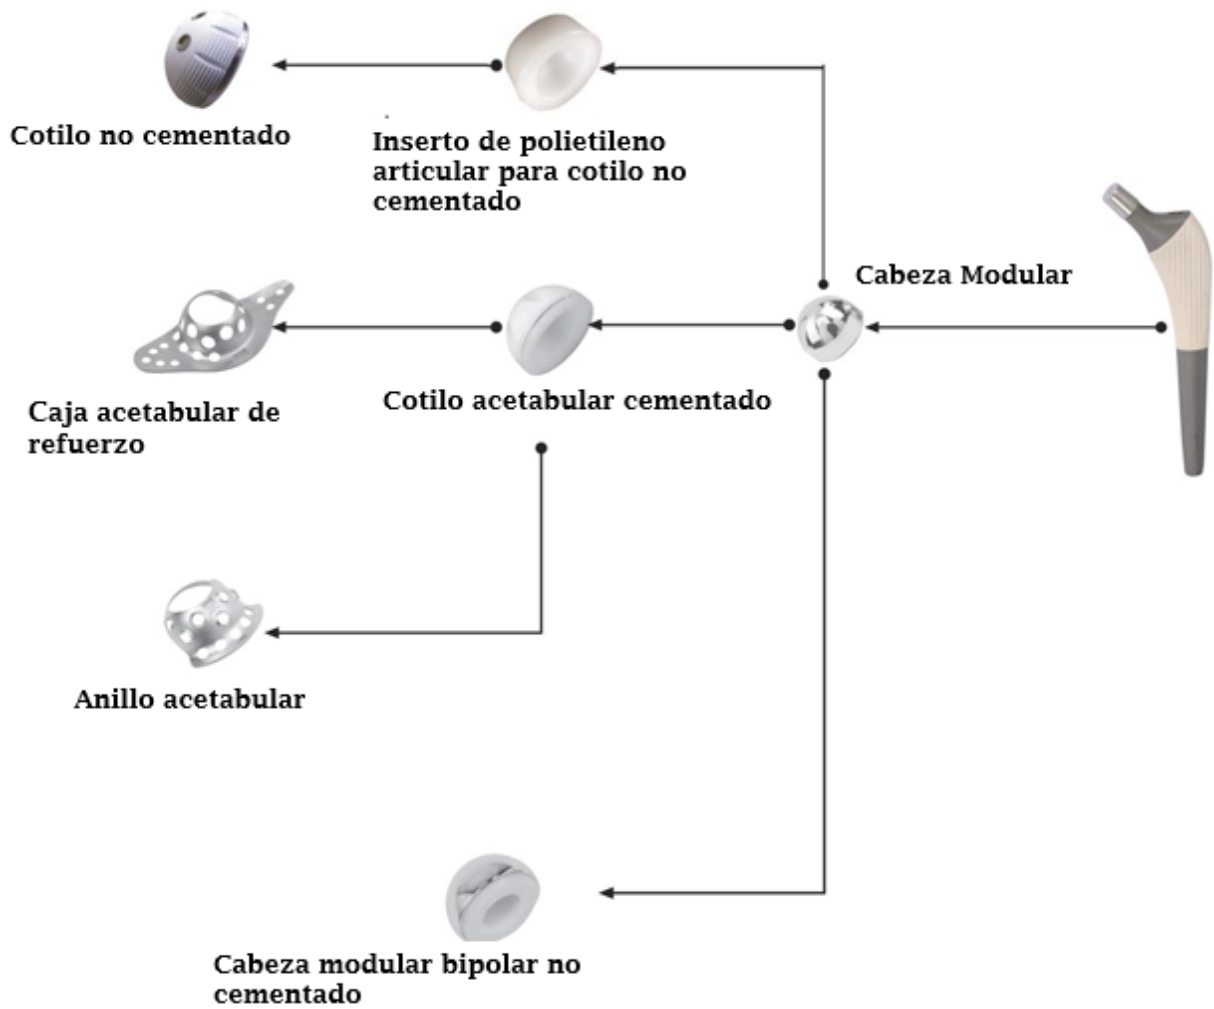 Cotilo no cementado
Inserto de polietileno
articular para cotilo no
cementado
Cabeza Modular
Caja acetabular de
refuerzo
Cotilo acetabular cementado
Anillo acetabular
Cabeza modular bipolar no
cementado